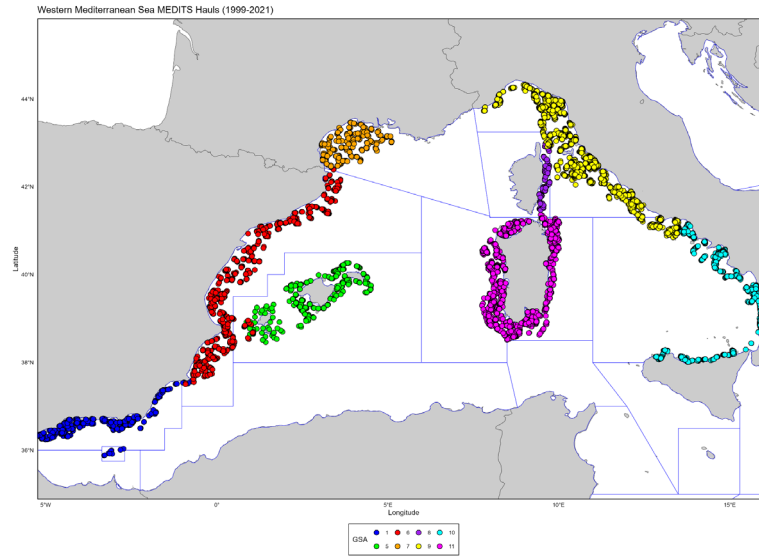 Western Mediterranean Sea MEDITS Hauls (1999-2021)
44°N
42°N
40°N
38°N
36°N
Latitude
5°W
0°
5°E
10°E
15°E
Longitude
GSA
1 6 8 10
5 7 9 11